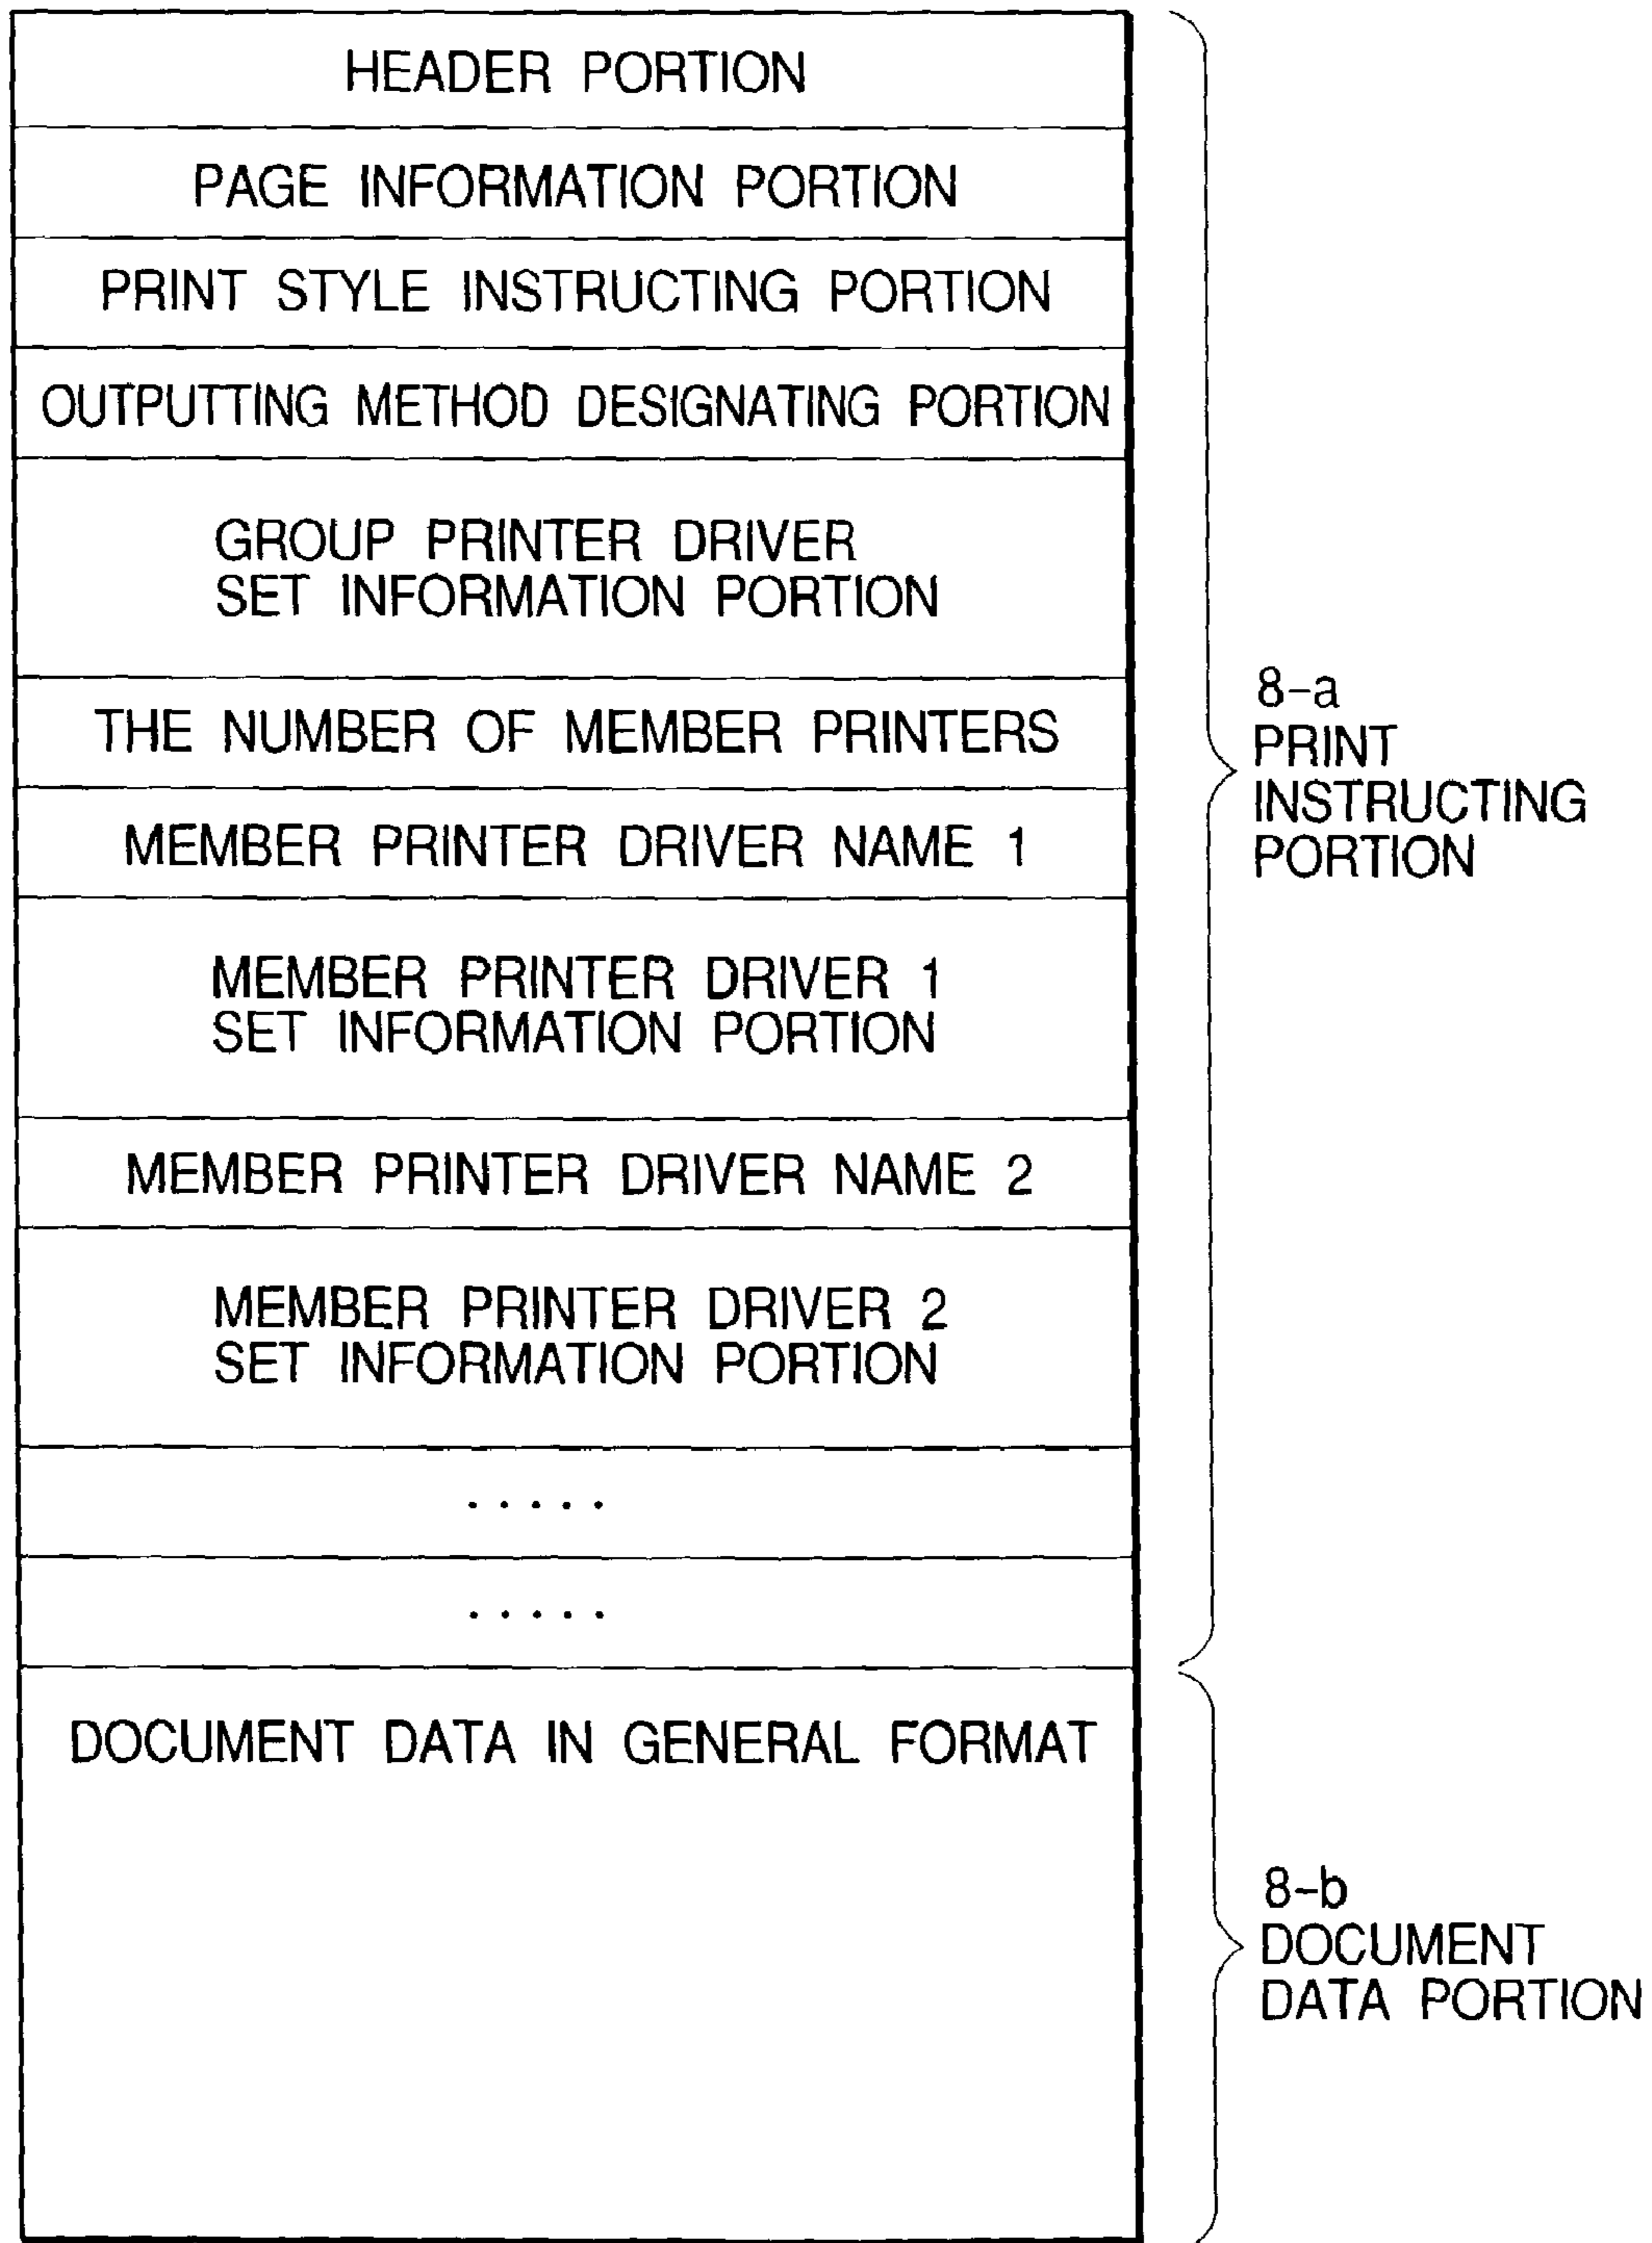 HEADER PORTION
PAGE INFORMATION PORTION
PRINT STYLE INSTRUCTING PORTION
OUTPUTTING METHOD DESIGNATING PORTION
GROUP PRINTER DRIVER
SET INFORMATION PORTION
THE NUMBER OF MEMBER PRINTERS
MEMBER PRINTER DRIVER NAME 1
MEMBER PRINTER DRIVER 1
SET INFORMATION PORTION
MEMBER PRINTER DRIVER NAME 2
MEMBER PRINTER DRIVER 2
SET INFORMATION PORTION
.....
.....
8-a
PRINT
INSTRUCTING
PORTION
DOCUMENT DATA IN GENERAL FORMAT
8-b
DOCUMENT
DATA PORTION